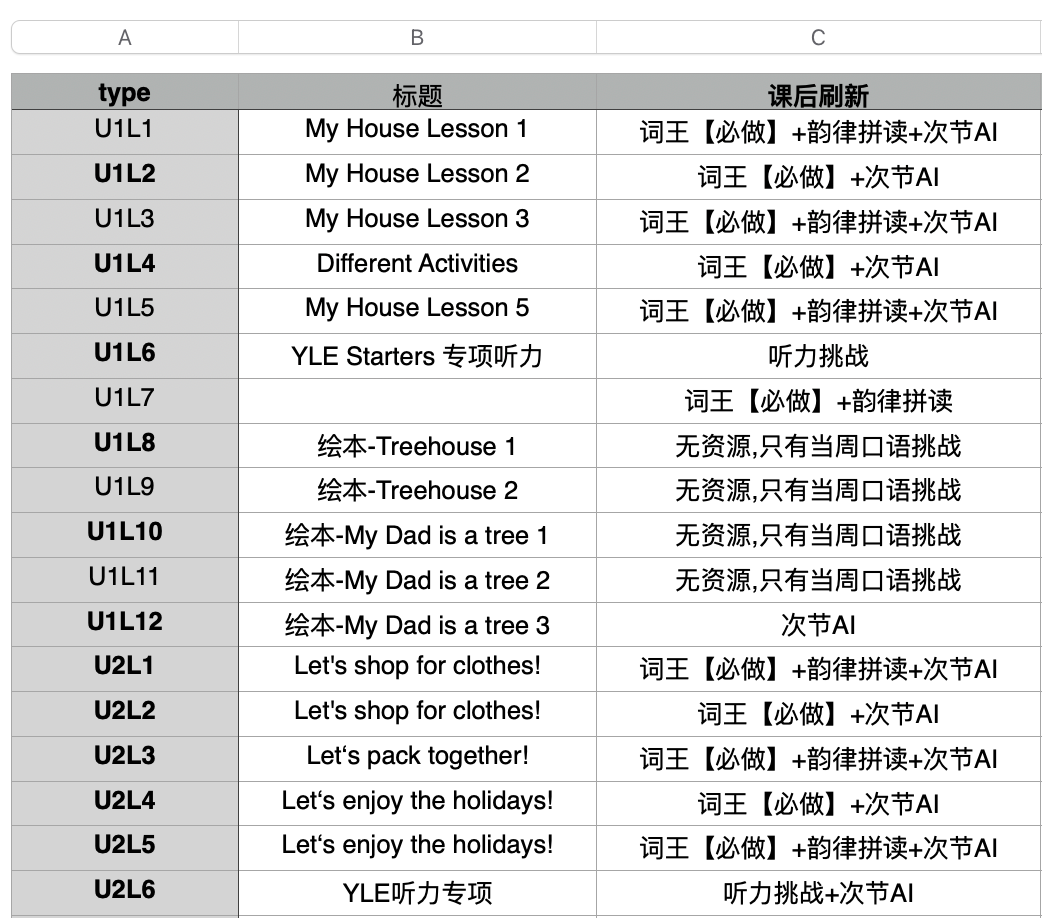 A B C
type 标题 课后刷新
U1L1 My House Lesson 1 词王【必做】+韵律拼读+次节AI
U1L2 My House Lesson 2 词王【必做】+次节AI
U1L3 My House Lesson 3 词王【必做】+韵律拼读+次节AI
U1L4 Different Activities 词王【必做】+次节AI
U1L5 My House Lesson 5 词王【必做】+韵律拼读+次节AI
U1L6 YLE Starters 专项听力 听力挑战
U1L7 词王【必做】+韵律拼读
U1L8 绘本-Treehouse 1 无资源,只有当周口语挑战
U1L9 绘本-Treehouse 2 无资源,只有当周口语挑战
U1L10 绘本-My Dad is a tree 1 无资源,只有当周口语挑战
U1L11 绘本-My Dad is a tree 2 无资源,只有当周口语挑战
U1L12 绘本-My Dad is a tree 3 次节AI
U2L1 Let's shop for clothes! 词王【必做】+韵律拼读+次节AI
U2L2 Let's shop for clothes! 词王【必做】+次节AI
U2L3 Let‘s pack together! 词王【必做】+韵律拼读+次节AI
U2L4 Let‘s enjoy the holidays! 词王【必做】+次节AI
U2L5 Let‘s enjoy the holidays! 词王【必做】+韵律拼读+次节AI
U2L6 YLE听力专项 听力挑战+次节AI